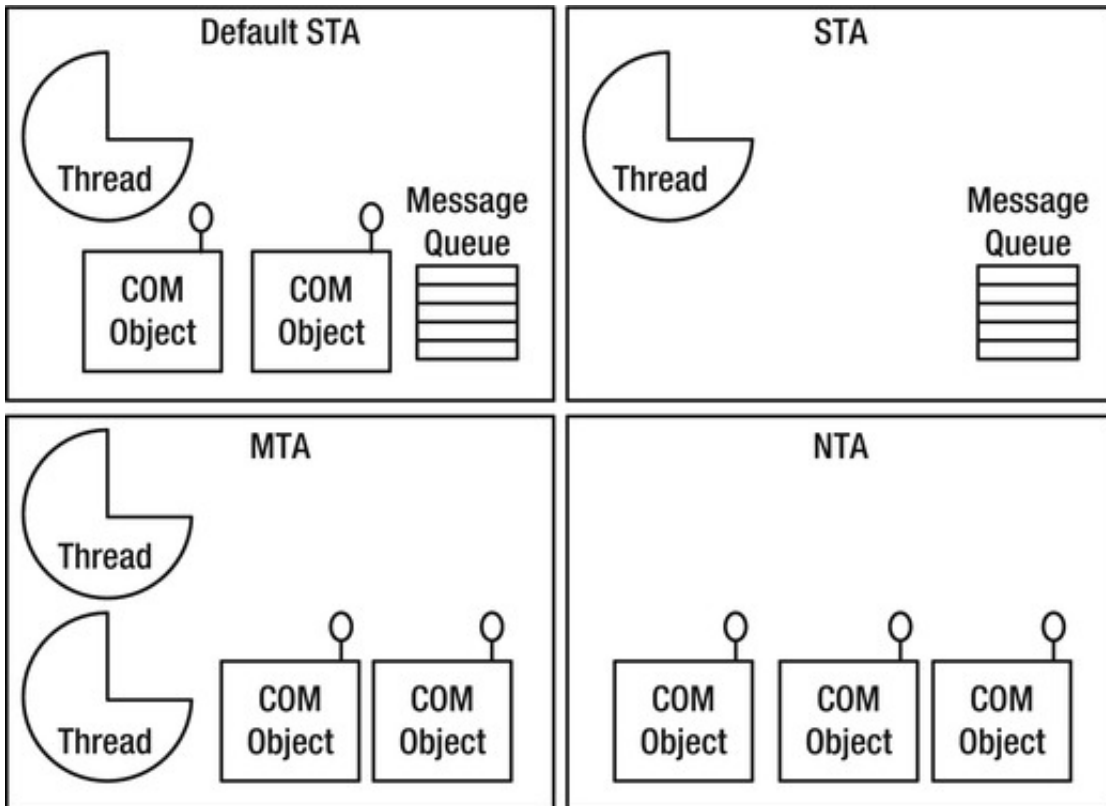 Default STA
Thread
COM
Object
COM
Object
Message
Queue
STA
Thread
Message
Queue
MTA
Thread
Thread
COM
Object
COM
Object
NTA
COM
Object
COM
Object
COM
Object